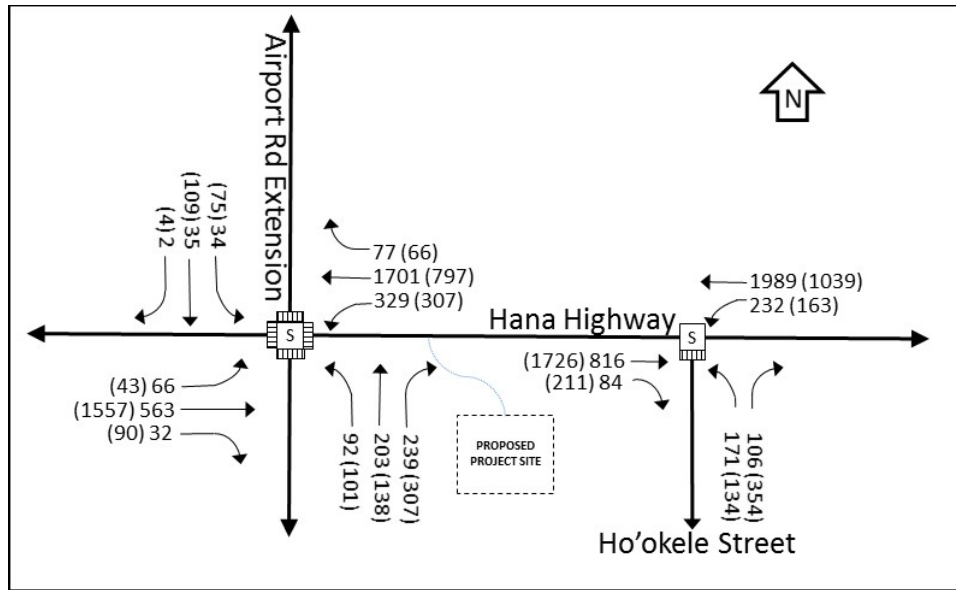 Airport Rd Extension
N
(4) 2
(109) 35
(75) 34
77 (66)
1701 (797)
329 (307)
S
Hana Highway
1989 (1039)
232 (163)
S
(43) 66
(1557) 563
(90) 32
92 (101)
203 (138)
239 (307)
PROPOSED
PROJECT SITE
(1726) 816
(211) 84
171 (134)
106 (354)
Ho’okele Street